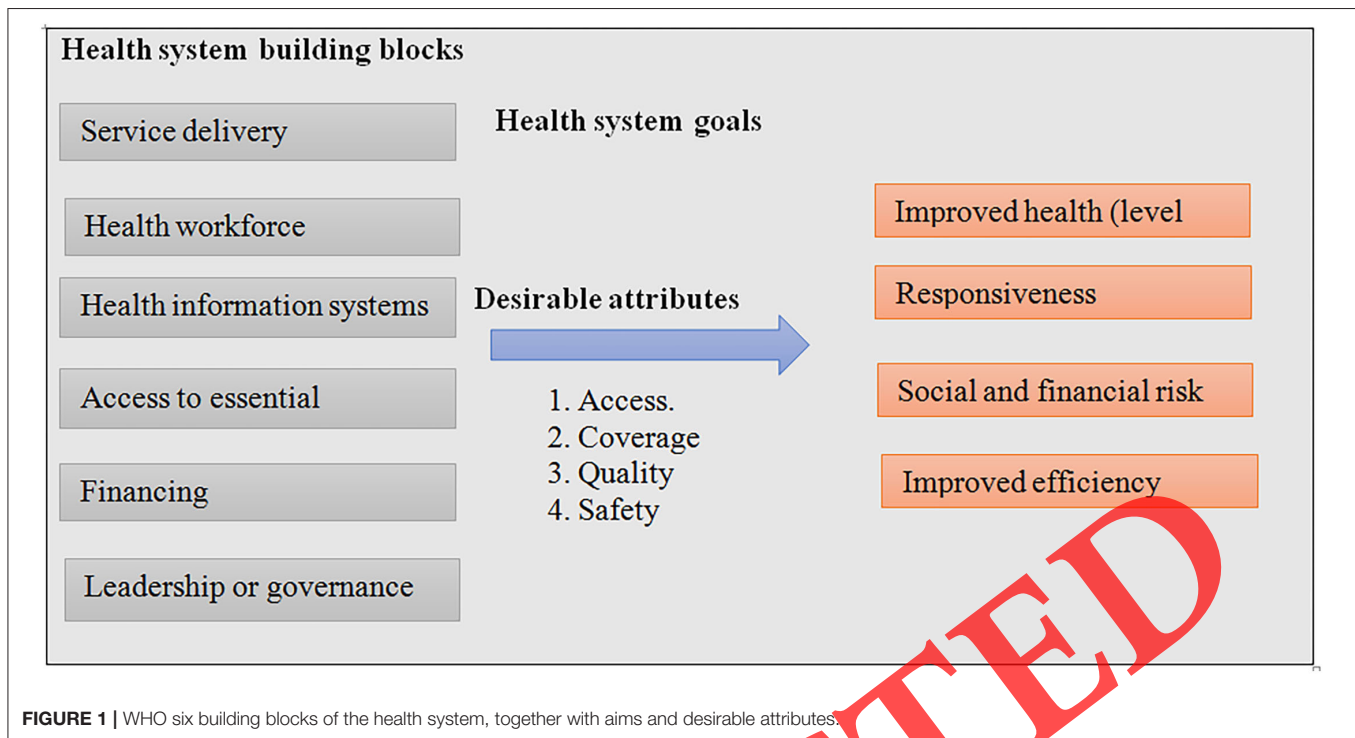 Health system building blocks
Service delivery
Health workforce
Health information systems
Access to essential
Financing
Leadership or governance
Health system goals
Desirable attributes
1. Access.
2. Coverage
3. Quality
4. Safety
Improved health (level
Responsiveness
Social and financial risk
Improved efficiency
TED
FIGURE 1 | WHO six building blocks of the health system, together with aims and desirable attributes.